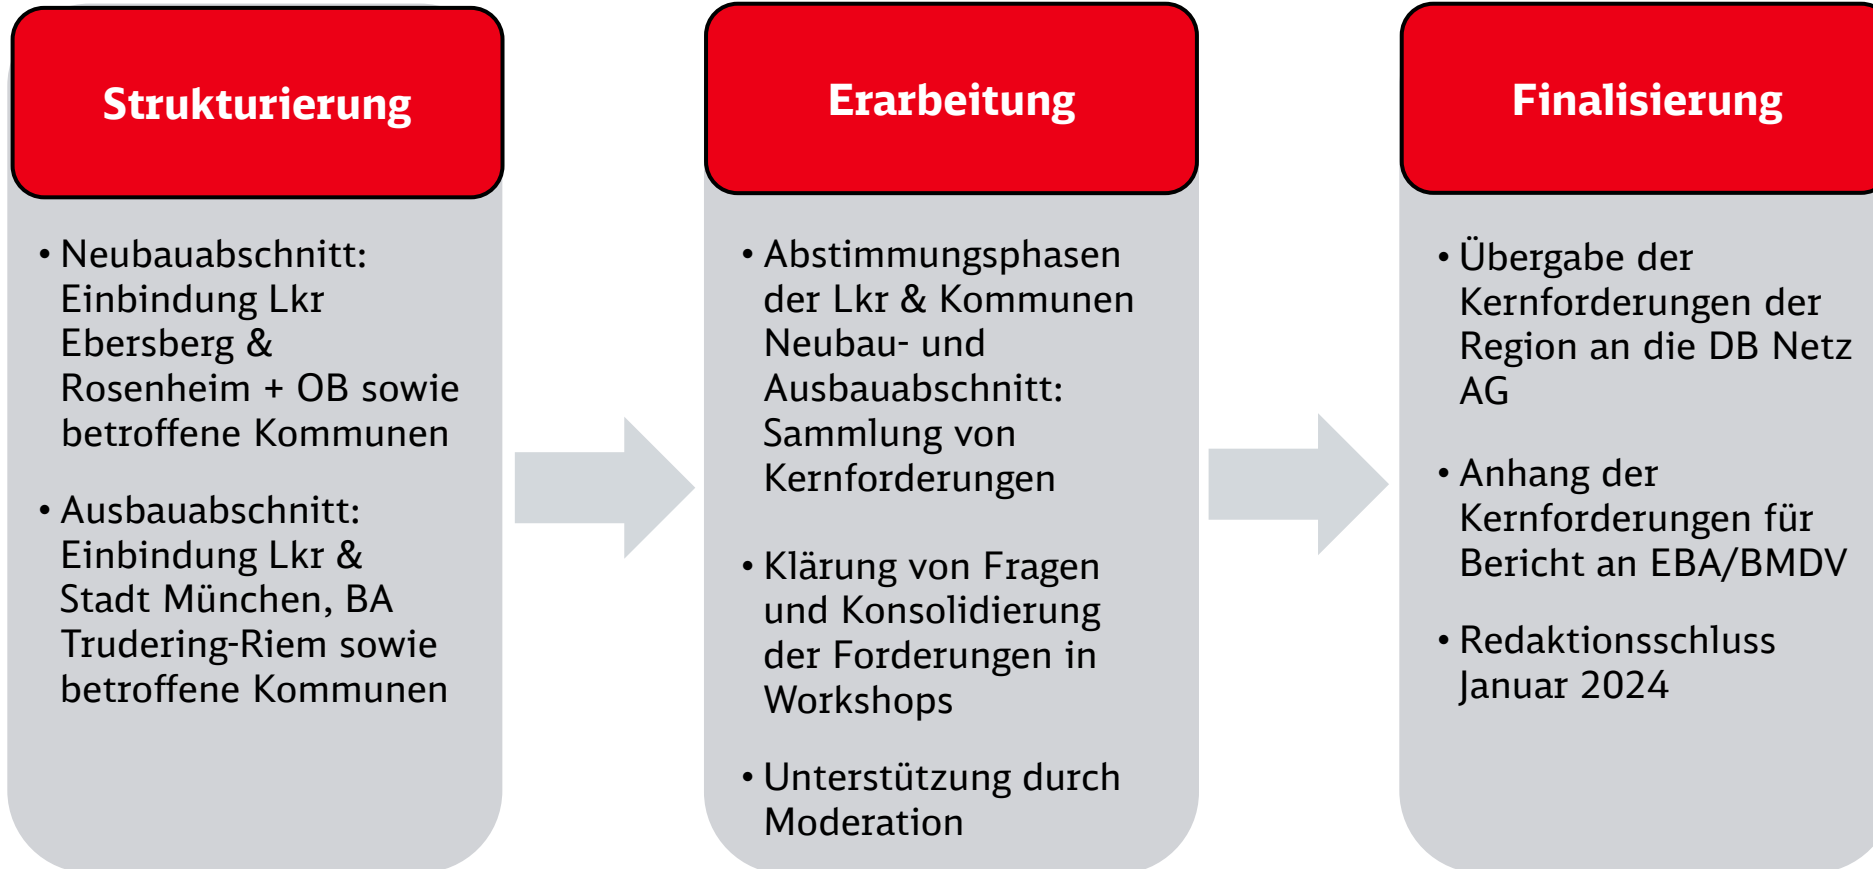 Strukturierung
• Neubauabschnitt:
Einbindung Lkr
Ebersberg &
Rosenheim + OB sowie
betroffene Kommunen
• Ausbauabschnitt:
Einbindung Lkr &
Stadt München, BA
Trudering-Riem sowie
betroffene Kommunen
Erarbeitung
• Abstimmungsphasen
der Lkr & Kommunen
Neubau- und
Ausbauabschnitt:
Sammlung von
Kernforderungen
• Klärung von Fragen
und Konsolidierung
der Forderungen in
Workshops
• Unterstützung durch
Moderation
Finalisierung
• Übergabe der
Kernforderungen der
Region an die DB Netz
AG
• Anhang der
Kernforderungen für
Bericht an EBA/BMDV
• Redaktionsschluss
Januar 2024